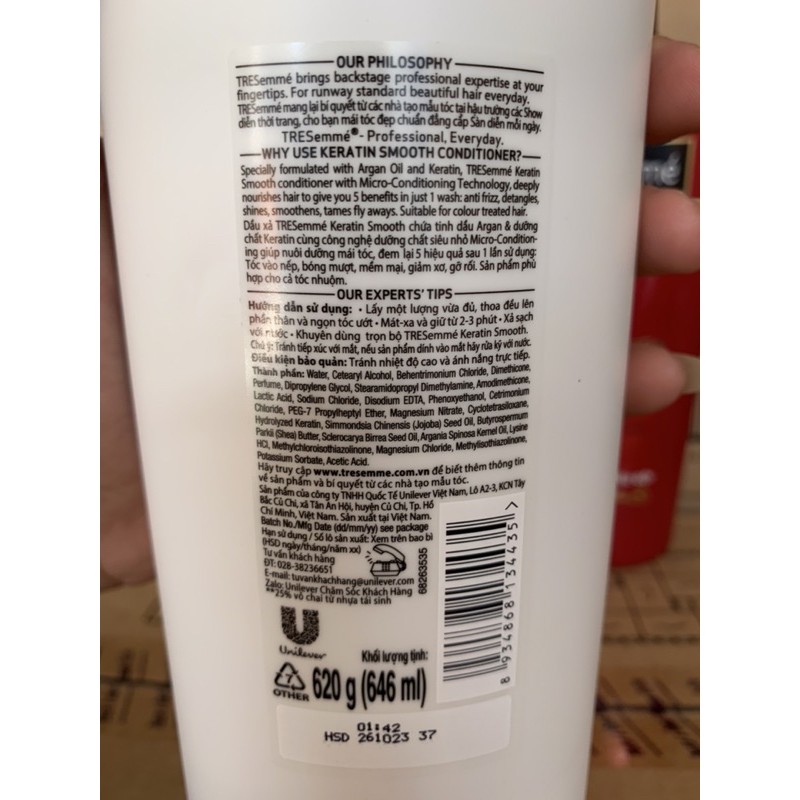 OUR PHILOSOPHY
TRESemmé brings backstage professional expertise at your
fingertips. For runway standard beautiful hair everyday.
TRESemmé mang lại bí quyết từ các nhà tạo mẫu tóc tại hậu trường các Show
diễn thời trang, cho bạn mái tóc đẹp chuẩn đẳng cấp Sàn diễn mỗi ngày.
TRESemmé®- Professional, Everyday.
WHY USE KERATIN SMOOTH CONDITIONER?
Specially formulated with Argan Oil and Keratin, TRESemmé Keratin
Smooth conditioner with Micro-Conditioning Technology, deeply
nourishes hair to give you 5 benefits in just 1 wash: anti frizz, detangles,
shines, smoothens, tames fly aways. Suitable for colour treated hair.
Dầu xả TRESemmé Keratin Smooth chứa tinh dầu Argan & dưỡng
chất Keratin cùng công nghệ dưỡng chất siêu nhỏ Micro-Condition-
ing giúp nuôi dưỡng mái tóc, đem lại 5 hiệu quả sau 1 lần sử dụng:
Tóc vào nếp, bóng mượt, mềm mại, giảm xơ, gỡ rối. Sản phẩm phù
hợp cho cả tóc nhuộm.
OUR EXPERTS' TIPS
Hướng dẫn sử dụng: • Lấy một lượng vừa đủ, thoa đều lên
phần thân và ngọn tóc ướt • Mát-xa và giữ từ 2-3 phút • Xả sạch
với nước • Khuyên dùng trọn bộ TRESemmé Keratin Smooth.
Chú ý: Tránh tiếp xúc với mắt, nếu sản phẩm dính vào mắt hãy rửa kỹ với nước.
Điều kiện bảo quản: Tránh nhiệt độ cao và ánh nắng trực tiếp.
Thành phần: Water, Cetearyl Alcohol, Behentrimonium Chloride, Dimethicone,
Perfume, Dipropylene Glycol, Stearamidopropyl Dimethylamine, Amodimethicone,
Lactic Acid, Sodium Chloride, Disodium EDTA, Phenoxyethanol, Cetrimonium
Chloride, PEG-7 Propylheptyl Ether, Magnesium Nitrate, Cyclotetrasiloxane,
Hydrolyzed Keratin, Simmondsia Chinensis (Jojoba) Seed Oil, Butyrospermum
Parkii (Shea) Butter, Sclerocarya Birrea Seed Oil, Argania Spinosa Kernel Oil, Lysine
HCl, Methylchloroisothiazolinone, Magnesium Chloride, Methylisothiazolinone,
Potassium Sorbate, Acetic Acid.
Hãy truy cập www.tresemme.com.vn để biết thêm thông tin
về sản phẩm và bí quyết từ các nhà tạo mẫu tóc.
Sản phẩm của công ty TNHH Quốc Tế Unilever Việt Nam, Lô A2-3, KCN Tây
Bắc Củ Chi, xã Tân An Hội, huyện Củ Chi, Tp. Hồ
Chí Minh, Việt Nam. Sản xuất tại Việt Nam.
Batch No./Mfg Date (dd/mm/yy) see package
Hạn sử dụng / Số lô sản xuất: Xem trên bao bì
(HSD ngày/tháng/năm xx)
Tư vấn khách hàng
ĐT: 028-38236651
E-mail: tuvankhachhang@unilever.com
Zalo: Unilever Chăm Sóc Khách Hàng
**25% vỏ chai từ nhựa tái sinh
68263535
8 934868 134435 >
Unilever
7
OTHER
Khối lượng tịnh:
620 g (646 ml)
01:42
HSD 261023 37